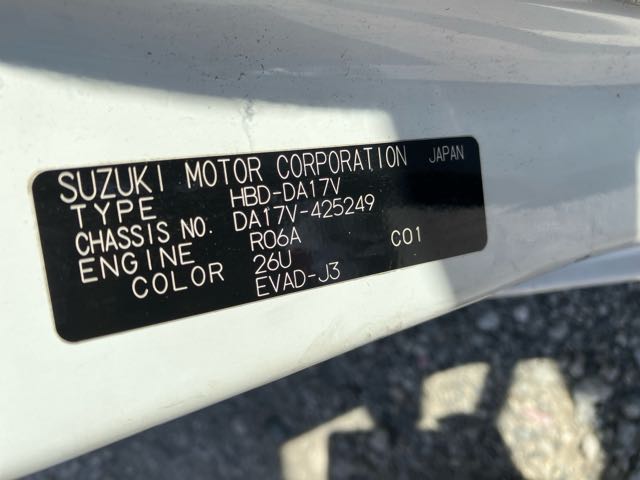 SUZUKI MOTOR CORPORATION JAPAN
TYPE HBD-DA17V
CHASSIS NO. DA17V-425249
ENGINE R06A C01
COLOR 26U
EVAD-J3